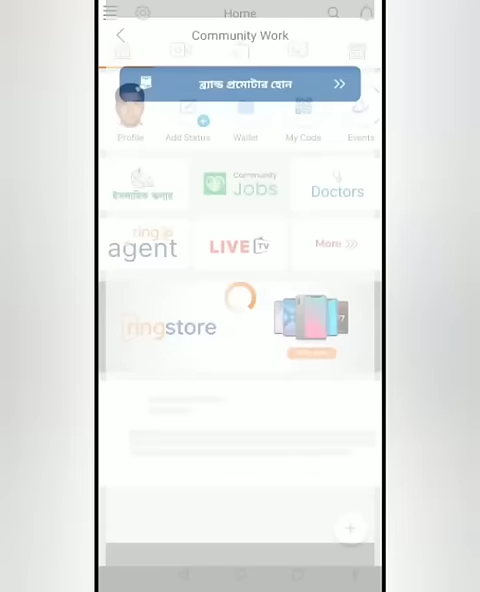 Home
Community Work
ব্র্যান্ড প্রমোটার হোন
Profile
Add Status
Wallet
My Code
Events
ইসলামিক স্কলার
Community
Jobs
Doctors
ring
agent
LIVE TV
More
ringstore